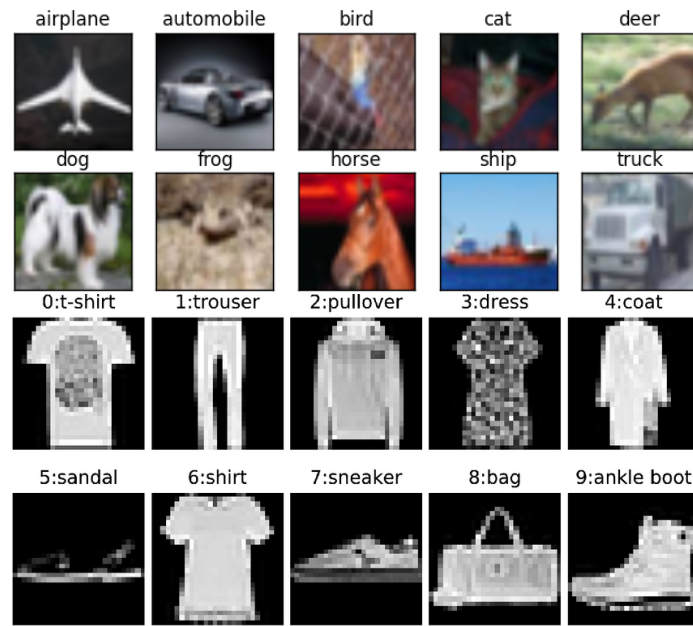 airplane automobile bird cat deer
dog frog horse ship truck
0:t-shirt 1:trouser 2:pullover 3:dress 4:coat
5:sandal 6:shirt 7:sneaker 8:bag 9:ankle boot